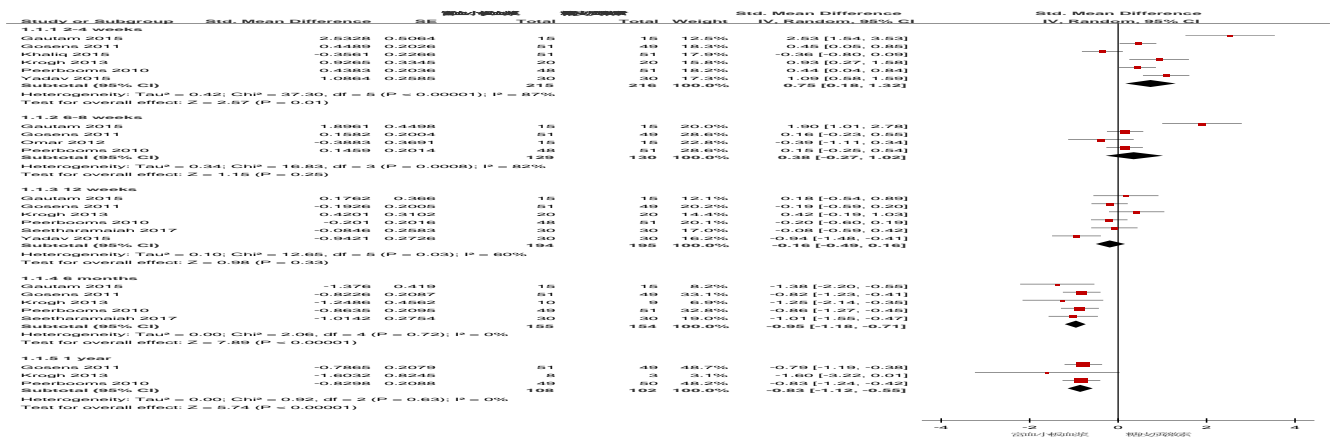 Std. Mean Difference Std. Mean Difference
Study or Subgroup Std. Mean Difference SE Total Total Weight IV, Random, 95% CI IV, Random, 95% CI
1.1.1 2-4 weeks
Gautam 2015 2.5328 0.5064 15 15 12.5% 2.53 [1.54, 3.53]
Gosens 2011 0.4489 0.2026 51 49 18.3% 0.45 [0.05, 0.85]
Khaliq 2015 -0.3561 0.2266 51 51 17.9% -0.36 [-0.80, 0.09]
Krogh 2013 0.9265 0.3345 20 20 15.8% 0.93 [0.27, 1.58]
Peerbooms 2010 0.4383 0.2036 48 51 18.2% 0.44 [0.04, 0.84]
Yadav 2015 1.0864 0.2585 30 30 17.3% 1.09 [0.58, 1.59]
Subtotal (95% CI) 215 216 100.0% 0.75 [0.18, 1.32]
Heterogeneity: Tau² = 0.42; Chi² = 37.30, df = 5 (P < 0.00001); I² = 87%
Test for overall effect: Z = 2.57 (P = 0.01)
1.1.2 6-8 weeks
Gautam 2015 1.8961 0.4498 15 15 20.0% 1.90 [1.01, 2.78]
Gosens 2011 0.1582 0.2004 51 49 28.6% 0.16 [-0.23, 0.55]
Omar 2012 -0.3883 0.3691 15 15 22.8% -0.39 [-1.11, 0.34]
Peerbooms 2010 0.1459 0.2014 48 51 28.6% 0.15 [-0.25, 0.54]
Subtotal (95% CI) 129 130 100.0% 0.38 [-0.27, 1.02]
Heterogeneity: Tau² = 0.34; Chi² = 16.83, df = 3 (P = 0.0008); I² = 82%
Test for overall effect: Z = 1.15 (P = 0.25)
1.1.3 12 weeks
Gautam 2015 0.1762 0.366 15 15 12.1% 0.18 [-0.54, 0.89]
Gosens 2011 -0.1926 0.2005 51 49 20.2% -0.19 [-0.59, 0.20]
Krogh 2013 0.4201 0.3102 20 20 14.4% 0.42 [-0.19, 1.03]
Peerbooms 2010 -0.201 0.2016 48 51 20.1% -0.20 [-0.60, 0.19]
Seetharamaiah 2017 -0.0846 0.2583 30 30 17.0% -0.08 [-0.59, 0.42]
Yadav 2015 -0.9421 0.2726 30 30 16.2% -0.94 [-1.48, -0.41]
Subtotal (95% CI) 194 195 100.0% -0.16 [-0.49, 0.16]
Heterogeneity: Tau² = 0.10; Chi² = 12.65, df = 5 (P = 0.03); I² = 60%
Test for overall effect: Z = 0.98 (P = 0.33)
1.1.4 6 months
Gautam 2015 -1.376 0.419 15 15 8.2% -1.38 [-2.20, -0.55]
Gosens 2011 -0.8226 0.2087 51 49 33.1% -0.82 [-1.23, -0.41]
Krogh 2013 -1.2486 0.4562 10 9 6.9% -1.25 [-2.14, -0.35]
Peerbooms 2010 -0.8635 0.2095 49 51 32.8% -0.86 [-1.27, -0.45]
Seetharamaiah 2017 -1.0142 0.2754 30 30 19.0% -1.01 [-1.55, -0.47]
Subtotal (95% CI) 155 154 100.0% -0.95 [-1.18, -0.71]
Heterogeneity: Tau² = 0.00; Chi² = 2.06, df = 4 (P = 0.72); I² = 0%
Test for overall effect: Z = 7.89 (P < 0.00001)
1.1.5 1 year
Gosens 2011 -0.7865 0.2079 51 49 48.7% -0.79 [-1.19, -0.38]
Krogh 2013 -1.6032 0.8245 8 3 3.1% -1.60 [-3.22, 0.01]
Peerbooms 2010 -0.8298 0.2088 49 50 48.2% -0.83 [-1.24, -0.42]
Subtotal (95% CI) 108 102 100.0% -0.83 [-1.12, -0.55]
Heterogeneity: Tau² = 0.00; Chi² = 0.92, df = 2 (P = 0.63); I² = 0%
Test for overall effect: Z = 5.74 (P < 0.00001)
-4 -2 0 2 4
富血小板血浆 糖皮质激素